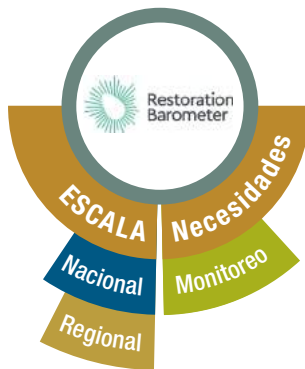 Restoration
Barometer
ESCALA
Necesidades
Nacional
Monitoreo
Regional